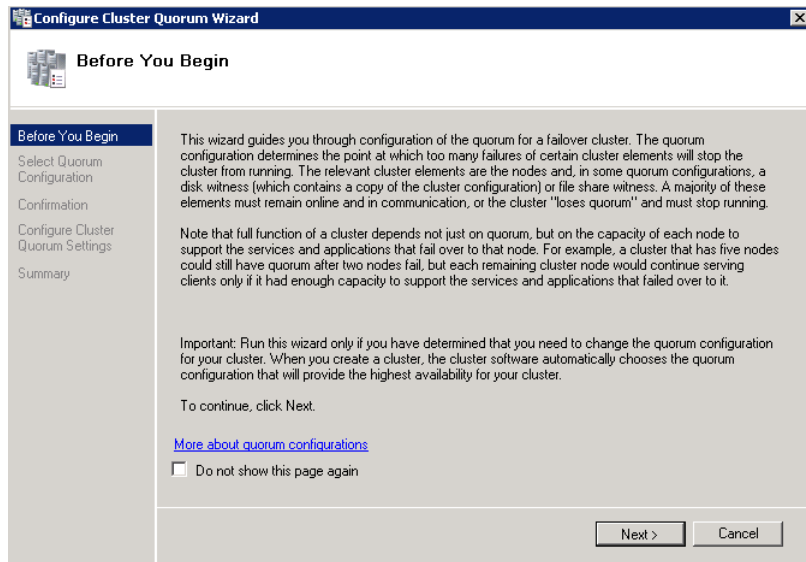 Configure Cluster Quorum Wizard
Before You Begin
Before You Begin
Select Quorum
Configuration
Confirmation
Configure Cluster
Quorum Settings
Summary
This wizard guides you through configuration of the quorum for a failover cluster. The quorum
configuration determines the point at which too many failures of certain cluster elements will stop the
cluster from running. The relevant cluster elements are the nodes and, in some quorum configurations, a
disk witness (which contains a copy of the cluster configuration) or file share witness. A majority of these
elements must remain online and in communication, or the cluster "loses quorum" and must stop running.
Note that full function of a cluster depends not just on quorum, but on the capacity of each node to
support the services and applications that fail over to that node. For example, a cluster that has five nodes
could still have quorum after two nodes fail, but each remaining cluster node would continue serving
clients only if it had enough capacity to support the services and applications that failed over to it.
Important: Run this wizard only if you have determined that you need to change the quorum configuration
for your cluster. When you create a cluster, the cluster software automatically chooses the quorum
configuration that will provide the highest availability for your cluster.
To continue, click Next.
More about quorum configurations
Do not show this page again
Next >
Cancel